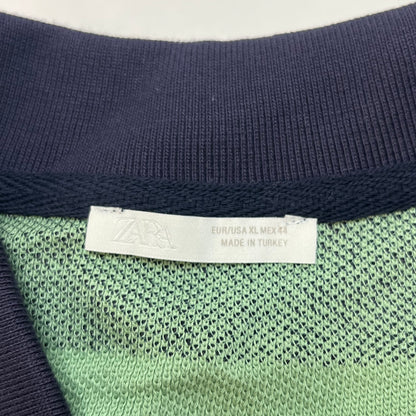 ZARA
EUR/USA XL MEX 44
MADE IN TURKEY